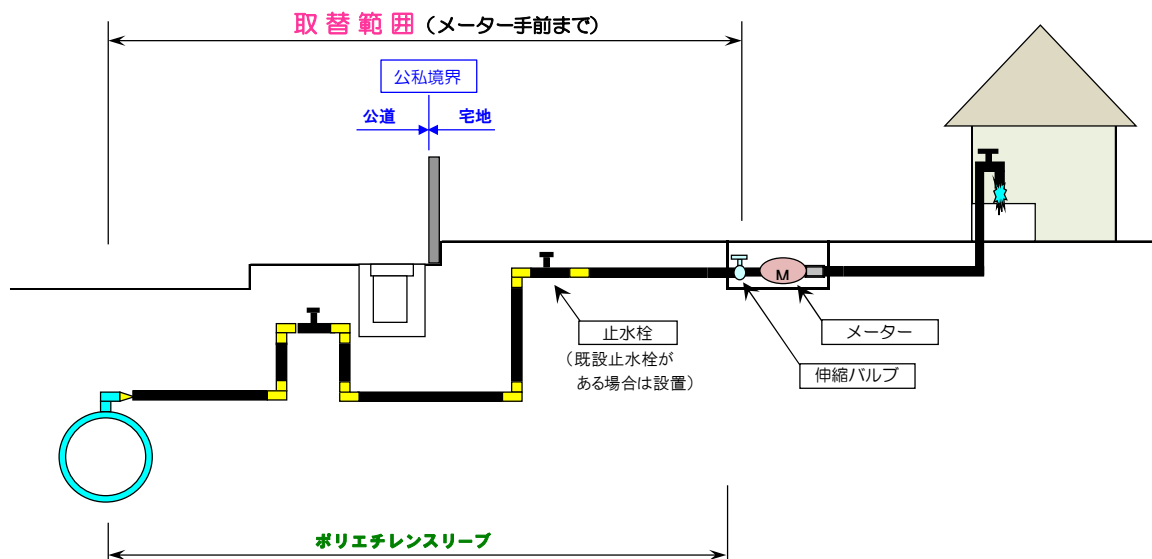 取替範囲（メーター手前まで）
公私境界
公道
宅地
M
止水栓
（既設止水栓が
ある場合は設置）
メーター
伸縮バルブ
ポリエチレンスリーブ